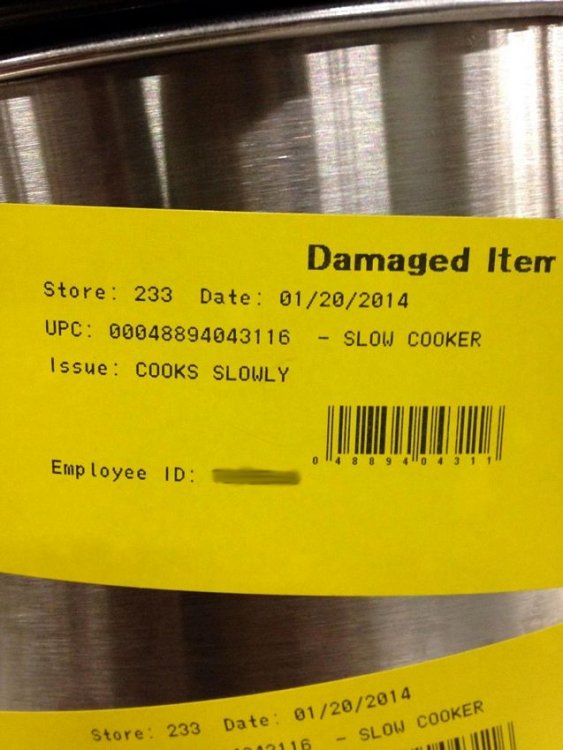 Damaged Item
Store: 233 Date: 01/20/2014
UPC: 00048894043116 - SLOW COOKER
Issue: COOKS SLOWLY
0 48894 04311
Employee ID:
Store: 233 Date: 01/20/2014
043116 - SLOW COOKER